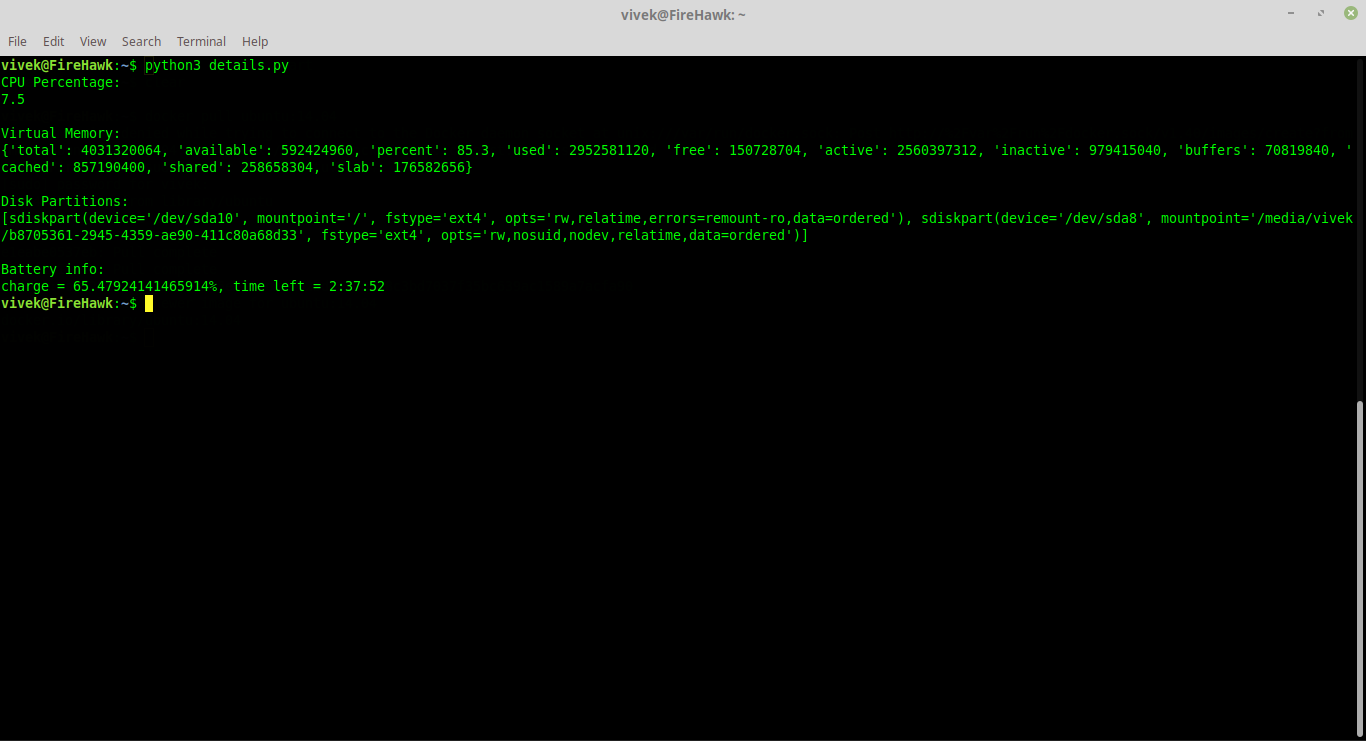 vivek@FireHawk: ~
File Edit View Search Terminal Help
vivek@FireHawk:~$ python3 details.py
CPU Percentage:
7.5
Virtual Memory:
{'total': 4031320064, 'available': 592424960, 'percent': 85.3, 'used': 2952581120, 'free': 150728704, 'active': 2560397312, 'inactive': 979415040, 'buffers': 70819840, '
cached': 857190400, 'shared': 258658304, 'slab': 176582656}
Disk Partitions:
[sdiskpart(device='/dev/sda10', mountpoint='/', fstype='ext4', opts='rw,relatime,errors=remount-ro,data=ordered'), sdiskpart(device='/dev/sda8', mountpoint='/media/vivek
/b8705361-2945-4359-ae90-411c80a68d33', fstype='ext4', opts='rw,nosuid,nodev,relatime,data=ordered')]
Battery info:
charge = 65.47924141465914%, time left = 2:37:52
vivek@FireHawk:~$